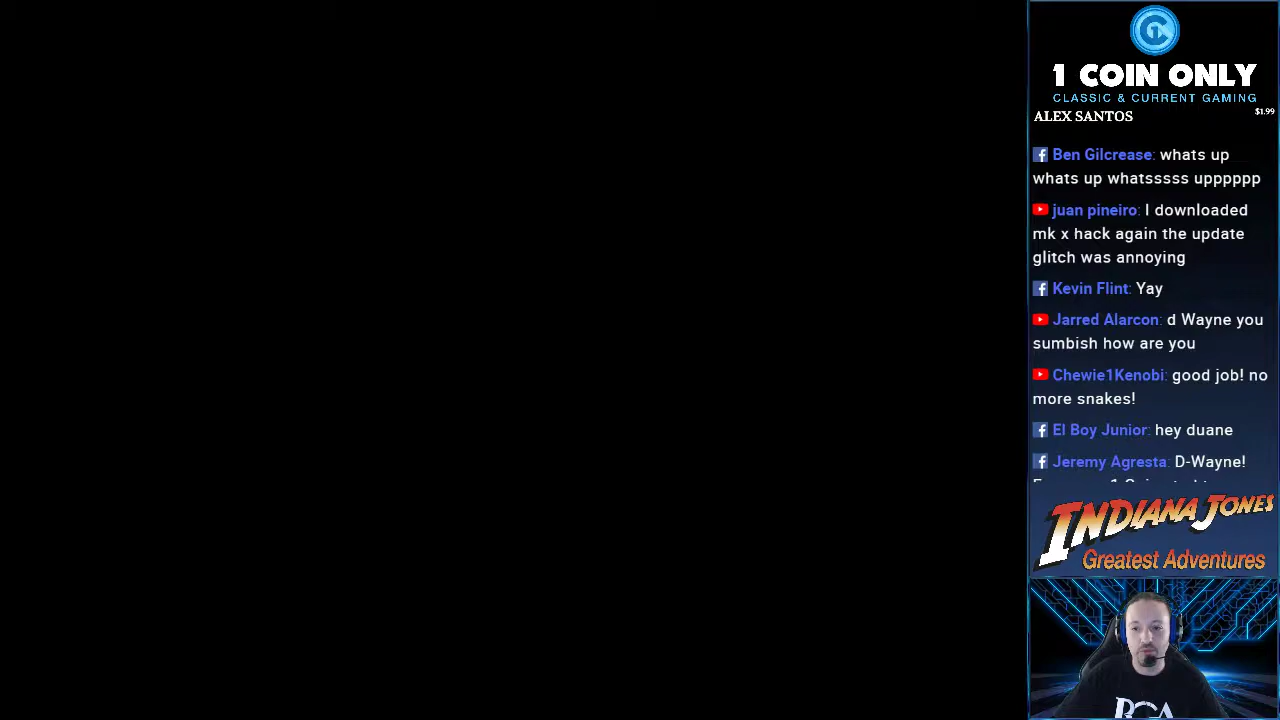 1 COIN ONLY
CLASSIC & CURRENT GAMING
ALEX SANTOS $1.99
Ben Gilcrease: whats up
whats up whatsssss upppppp
juan pineiro: I downloaded
mk x hack again the update
glitch was annoying
Kevin Flint: Yay
Jarred Alarcon: d Wayne you
sumbish how are you
Chewie1Kenobi: good job! no
more snakes!
El Boy Junior: hey duane
Jeremy Agresta: D-Wayne!
INDIANA JONES
Greatest Adventures